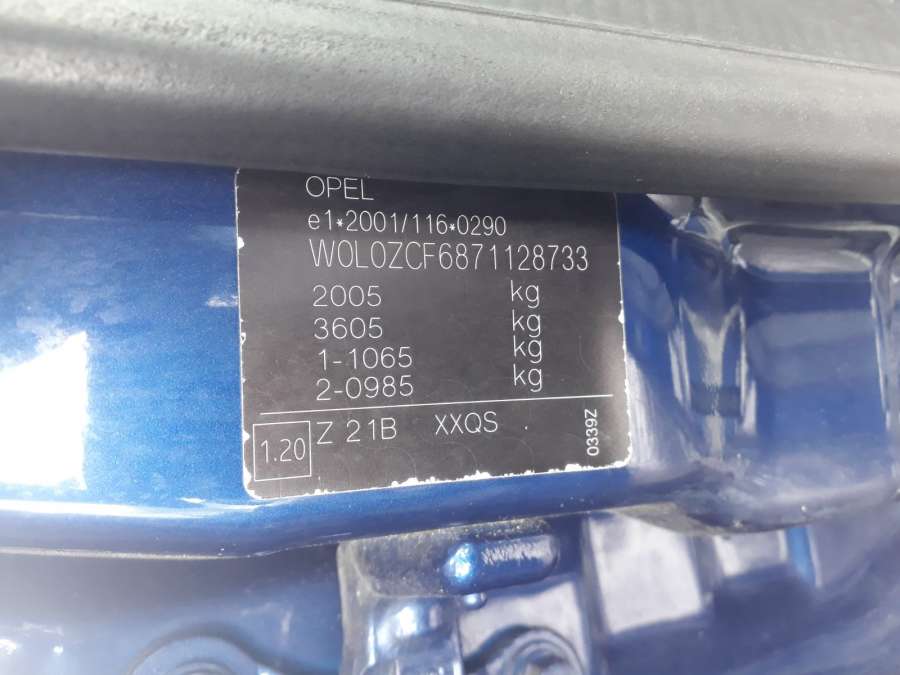 OPEL
e1*2001/116*0290
W0L0ZCF6871128733
2005 kg
3605 kg
1-1065 kg
2-0985 kg
1.20 Z 21B XXQS
0339Z